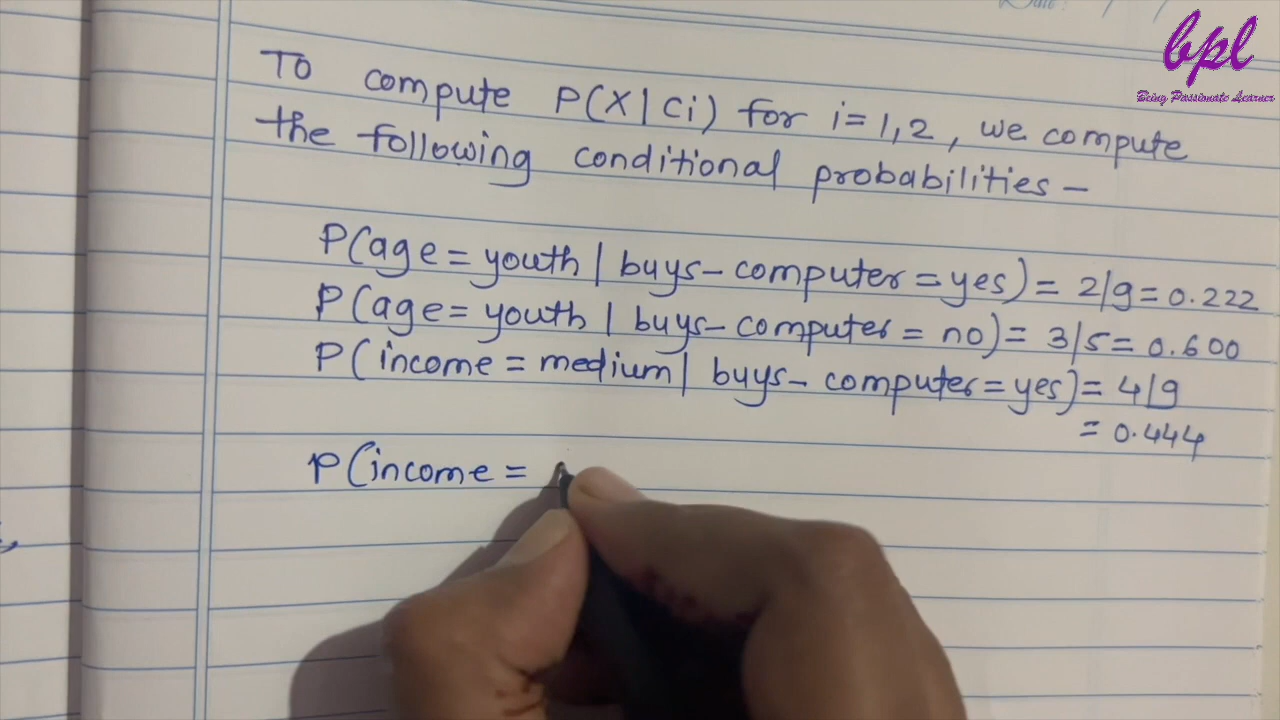 bpl
Being Passionate Learner
To compute P(X | Ci) for i = 1,2 , we compute
the following conditional probabilities -
P(age = youth | buys - computer = yes) = 2/9 = 0.222
P(age = youth | buys - computer = no) = 3/5 = 0.600
P(income = medium | buys - computer = yes) = 4/9
= 0.444
P(income =